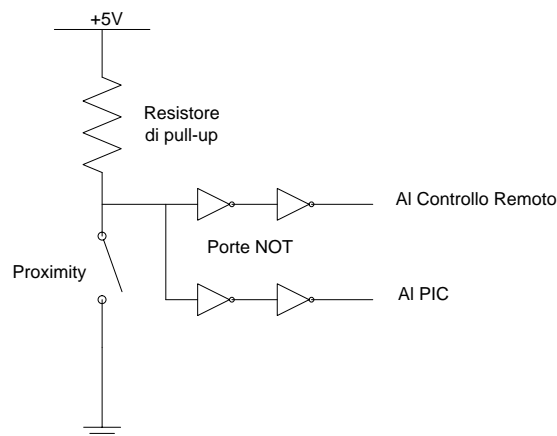 +5V
Resistore
di pull-up
Al Controllo Remoto
Porte NOT
Proximity
Al PIC